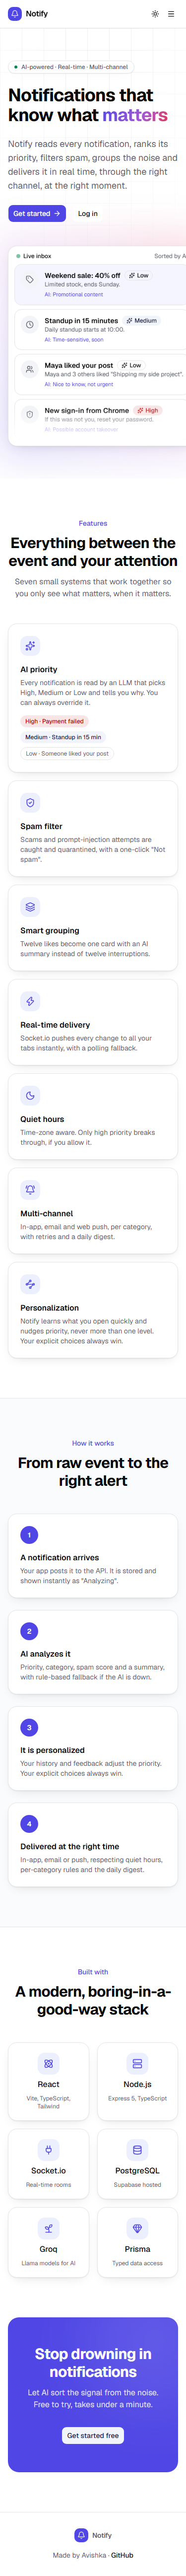 Notify
AI-powered · Real-time · Multi-channel
Notifications that
know what matters
Notify reads every notification, ranks its
priority, filters spam, groups the noise and
delivers it in real time, through the right
channel, at the right moment.
Get started →
Log in
Live inbox
Sorted by A
Weekend sale: 40% off
Low
Limited stock, ends Sunday.
AI: Promotional content
Standup in 15 minutes
Medium
Daily standup starts at 10:00.
AI: Time-sensitive, soon
Maya liked your post
Low
Maya and 3 others liked "Shipping my side project".
AI: Nice to know, not urgent
New sign-in from Chrome
High
If this was not you, reset your password.
AI: Possible account takeover
Features
Everything between the
event and your attention
Seven small systems that work together so
you only see what matters, when it matters.
AI priority
Every notification is read by an LLM that picks
High, Medium or Low and tells you why. You
can always override it.
High · Payment failed
Medium · Standup in 15 min
Low · Someone liked your post
Spam filter
Scams and prompt-injection attempts are
caught and quarantined, with a one-click "Not
spam".
Smart grouping
Twelve likes become one card with an AI
summary instead of twelve interruptions.
Real-time delivery
Socket.io pushes every change to all your
tabs instantly, with a polling fallback.
Quiet hours
Time-zone aware. Only high priority breaks
through, if you allow it.
Multi-channel
In-app, email and web push, per category,
with retries and a daily digest.
Personalization
Notify learns what you open quickly and
nudges priority, never more than one level.
Your explicit choices always win.
How it works
From raw event to the
right alert
1
A notification arrives
Your app posts it to the API. It is stored and
shown instantly as "Analyzing".
2
AI analyzes it
Priority, category, spam score and a summary,
with rule-based fallback if the AI is down.
3
It is personalized
Your history and feedback adjust the priority.
Your explicit choices always win.
4
Delivered at the right time
In-app, email or push, respecting quiet hours,
per-category rules and the daily digest.
Built with
A modern, boring-in-a-
good-way stack
React
Vite, TypeScript,
Tailwind
Node.js
Express 5, TypeScript
Socket.io
Real-time rooms
PostgreSQL
Supabase hosted
Groq
Llama models for AI
Prisma
Typed data access
Stop drowning in
notifications
Let AI sort the signal from the noise.
Free to try, takes under a minute.
Get started free
Notify
Made by Avishka · GitHub